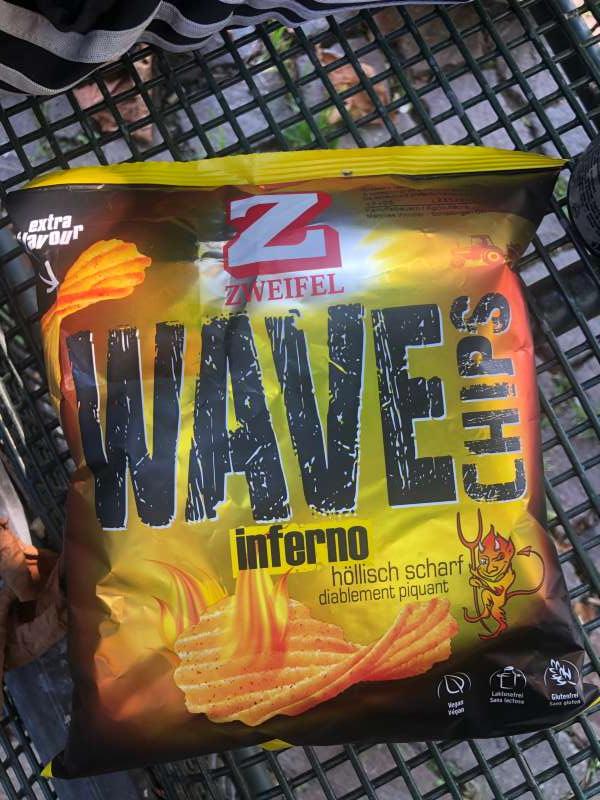 extra
flavour
Z
ZWEIFEL
WAVE
CHIPS
inferno
höllisch scharf
diablement piquant
Vegan
Végan
Laktosefrei
Sans lactose
Glutenfrei
Sans gluten